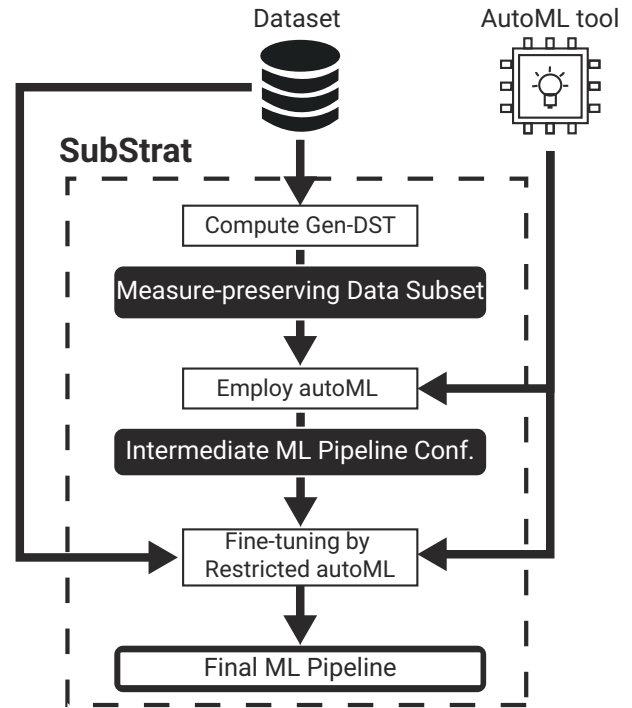 Dataset
AutoML tool
SubStrat
Compute Gen-DST
Measure-preserving Data Subset
Employ autoML
Intermediate ML Pipeline Conf.
Fine-tuning by
Restricted autoML
Final ML Pipeline